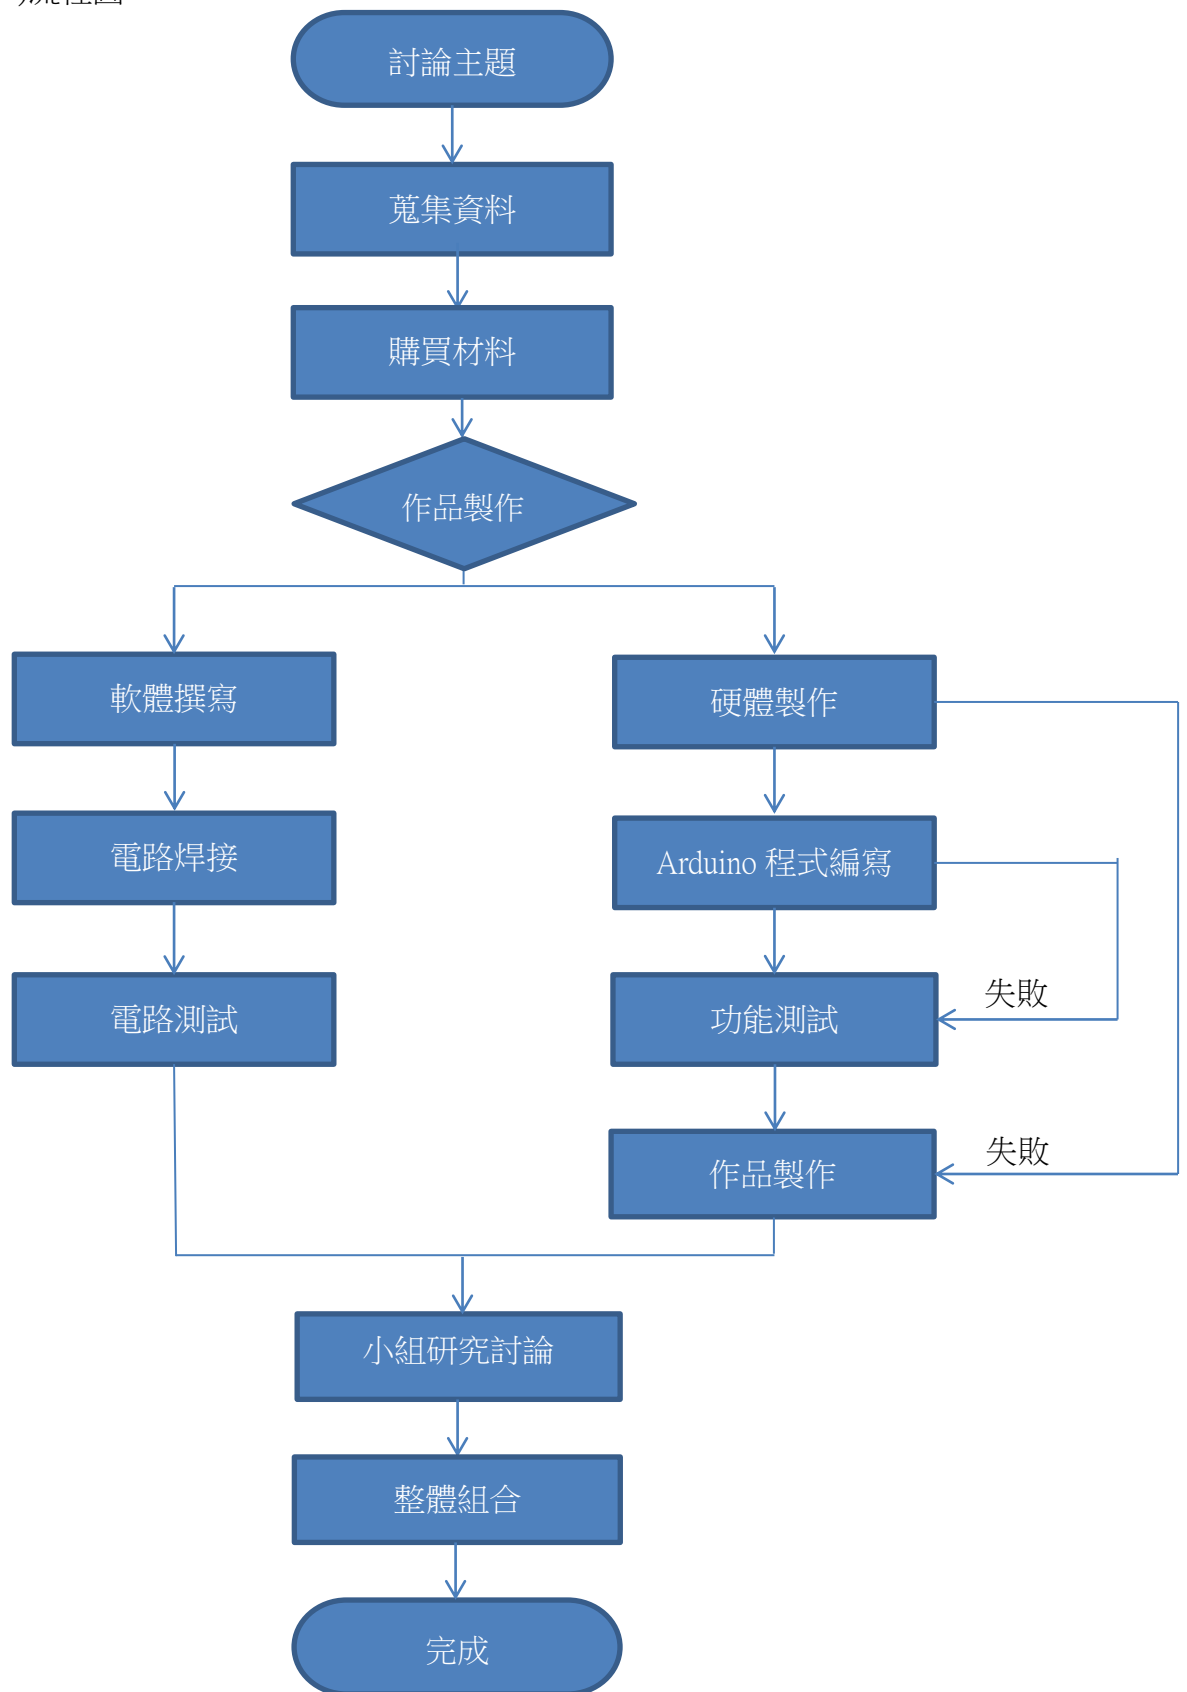 討論主題
蒐集資料
購買材料
作品製作
軟體撰寫
硬體製作
電路焊接
Arduino 程式編寫
電路測試
功能測試
失敗
作品製作
失敗
小組研究討論
整體組合
完成